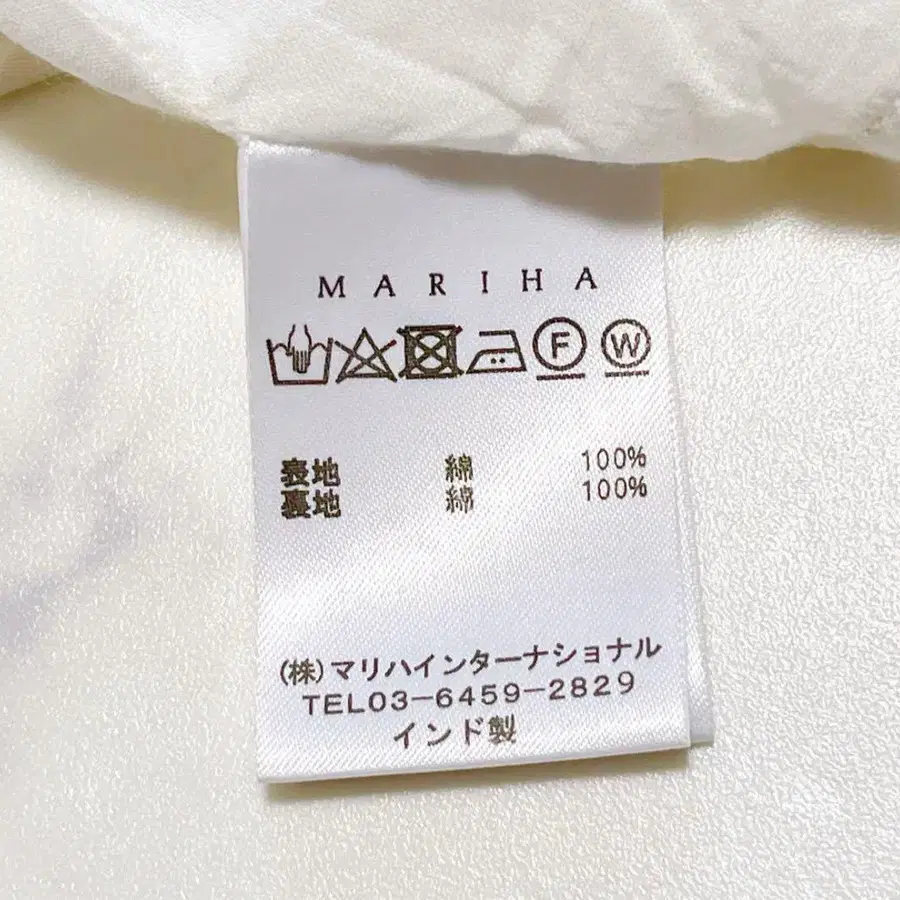 MARIHA
F W
表地 綿 100%
裏地 綿 100%
(株)マリハインターナショナル
TEL03-6459-2829
インド製